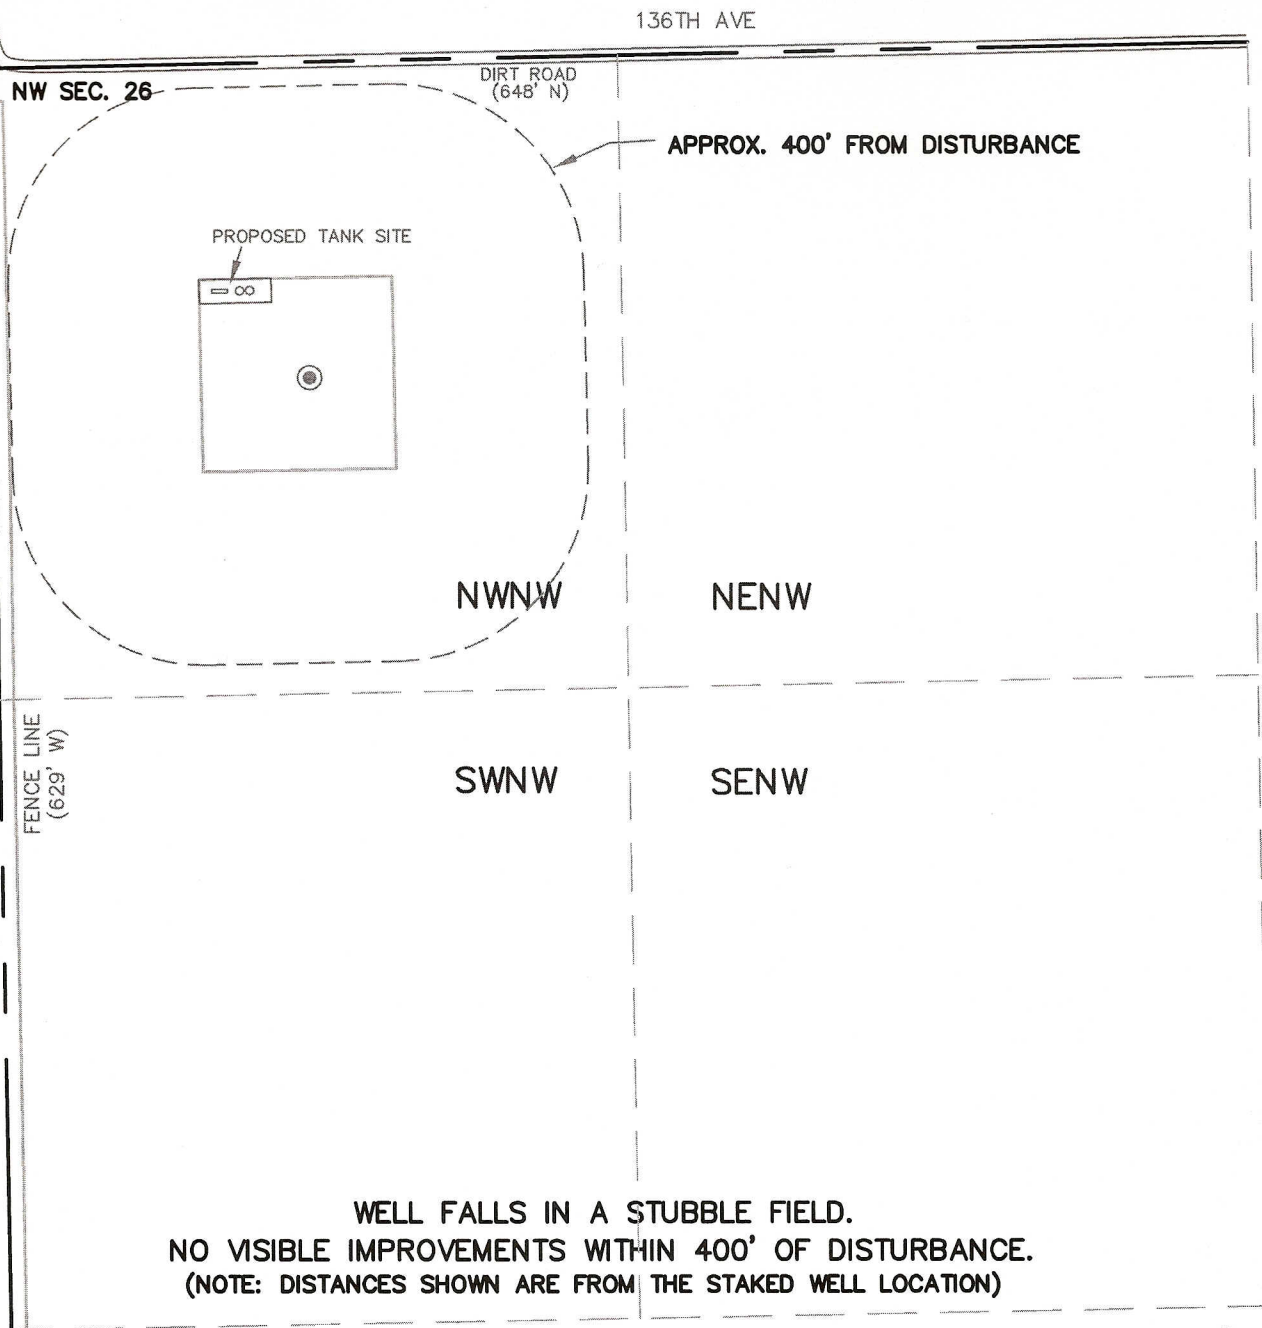 136TH AVE
DIRT ROAD
(648' N)
NW SEC. 26
APPROX. 400' FROM DISTURBANCE
PROPOSED TANK SITE
NWNW
NENW
FENCE LINE
(629' W)
SWNW
SENW
WELL FALLS IN A STUBBLE FIELD.
NO VISIBLE IMPROVEMENTS WITHIN 400' OF DISTURBANCE.
(NOTE: DISTANCES SHOWN ARE FROM THE STAKED WELL LOCATION)